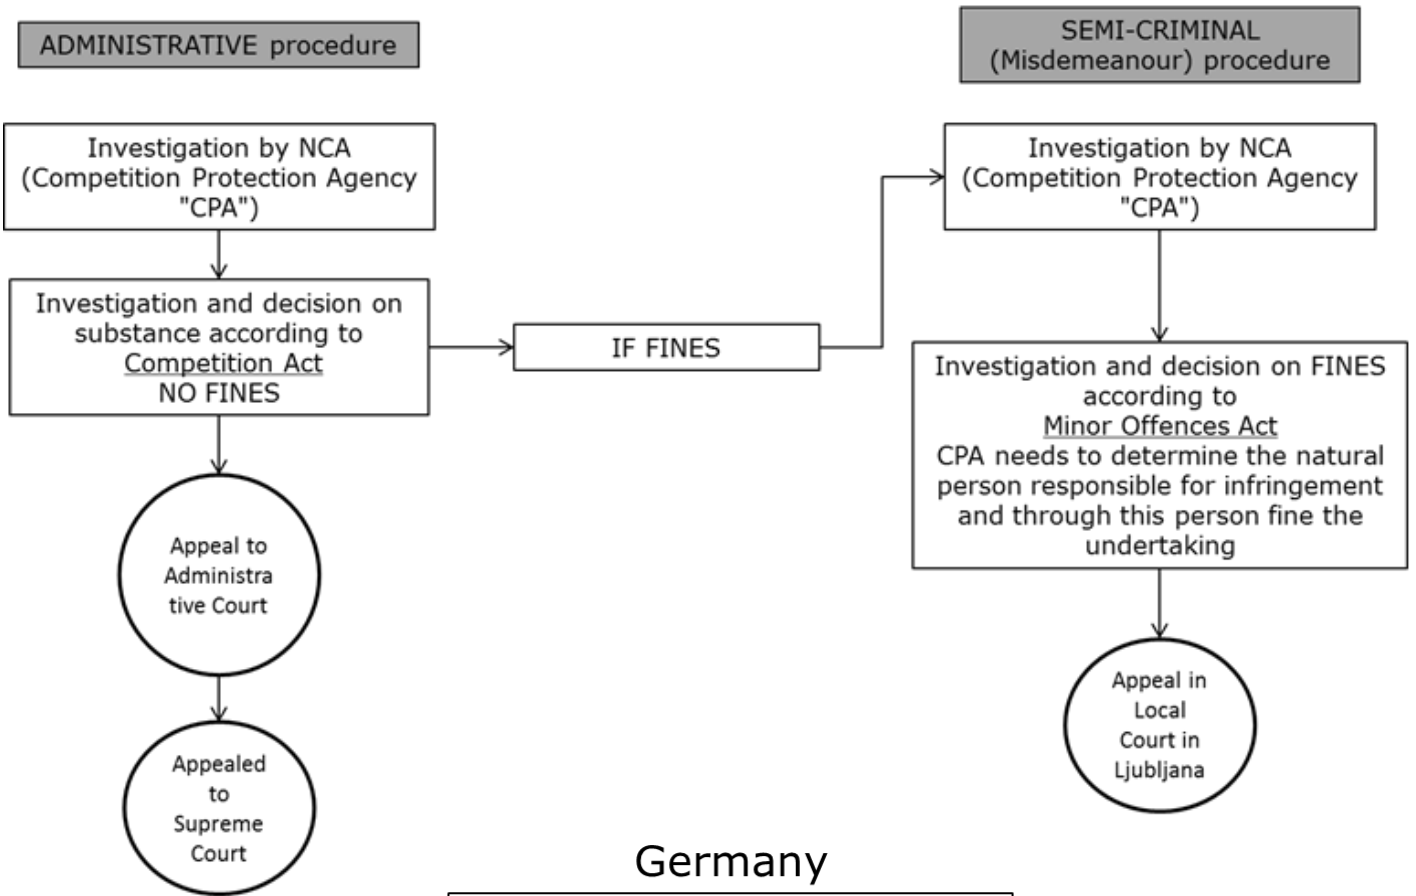 ADMINISTRATIVE procedure
SEMI-CRIMINAL
(Misdemeanour) procedure
Investigation by NCA
(Competition Protection Agency
"CPA")
Investigation and decision on
substance according to
Competition Act
NO FINES
Appeal to
Administra
tive Court
Appealed
to
Supreme
Court
IF FINES
Investigation by NCA
(Competition Protection Agency
"CPA")
Investigation and decision on FINES
according to
Minor Offences Act
CPA needs to determine the natural
person responsible for infringement
and through this person fine the
undertaking
Appeal in
Local
Court in
Ljubljana
Germany